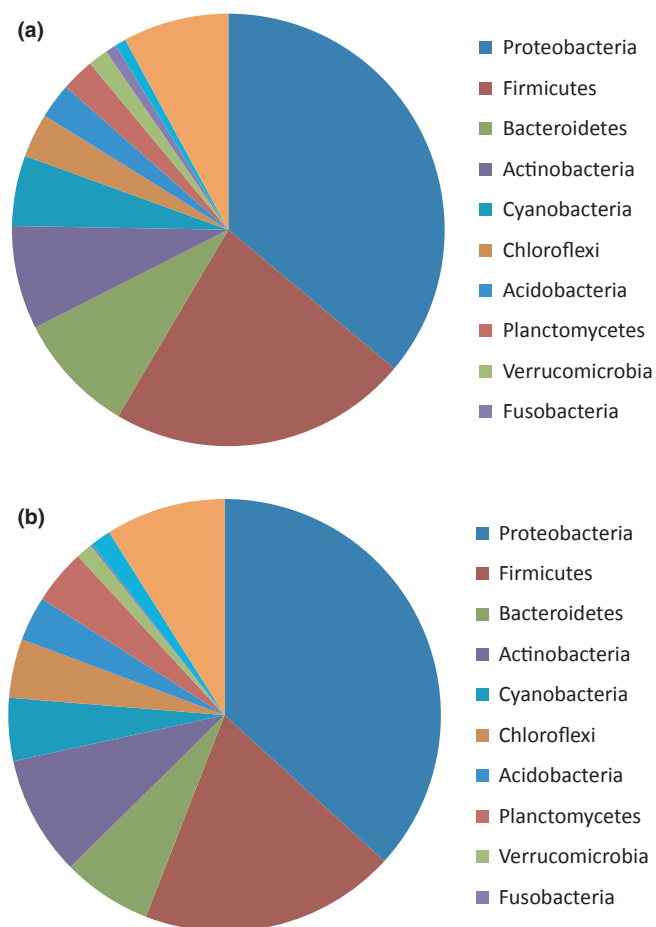 (a)
Proteobacteria
Firmicutes
Bacteroidetes
Actinobacteria
Cyanobacteria
Chloroflexi
Acidobacteria
Planctomycetes
Verrucomicrobia
Fusobacteria
(b)
Proteobacteria
Firmicutes
Bacteroidetes
Actinobacteria
Cyanobacteria
Chloroflexi
Acidobacteria
Planctomycetes
Verrucomicrobia
Fusobacteria